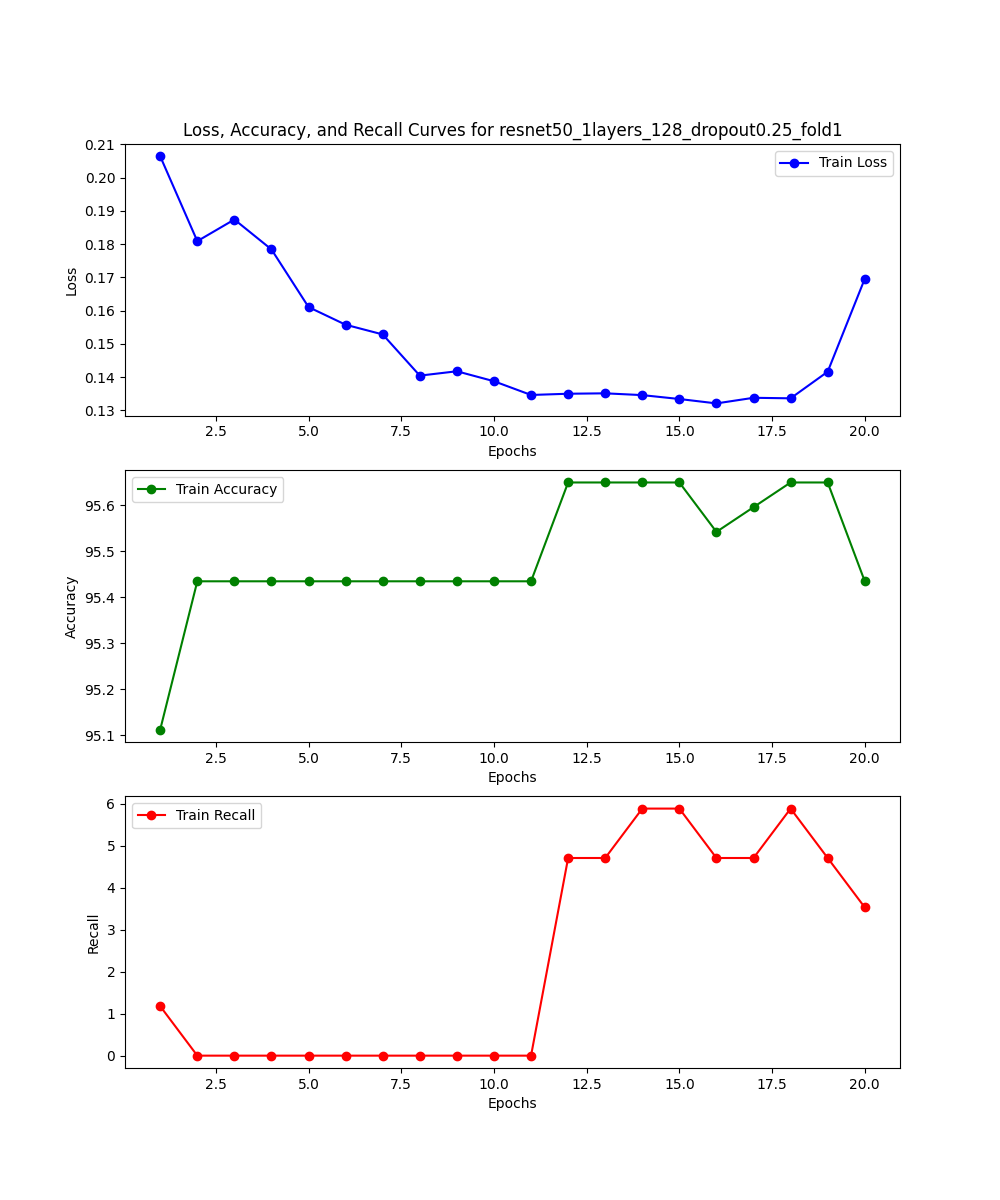 Loss, Accuracy, and Recall Curves for resnet50_1layers_128_dropout0.25_fold1
0.21
0.20
0.19
0.18
0.17
0.16
0.15
0.14
0.13
Loss
Train Loss
2.5 5.0 7.5 10.0 12.5 15.0 17.5 20.0
Epochs
Train Accuracy
95.6
95.5
95.4
95.3
95.2
95.1
Accuracy
2.5 5.0 7.5 10.0 12.5 15.0 17.5 20.0
Epochs
Train Recall
6
5
4
3
2
1
0
Recall
2.5 5.0 7.5 10.0 12.5 15.0 17.5 20.0
Epochs